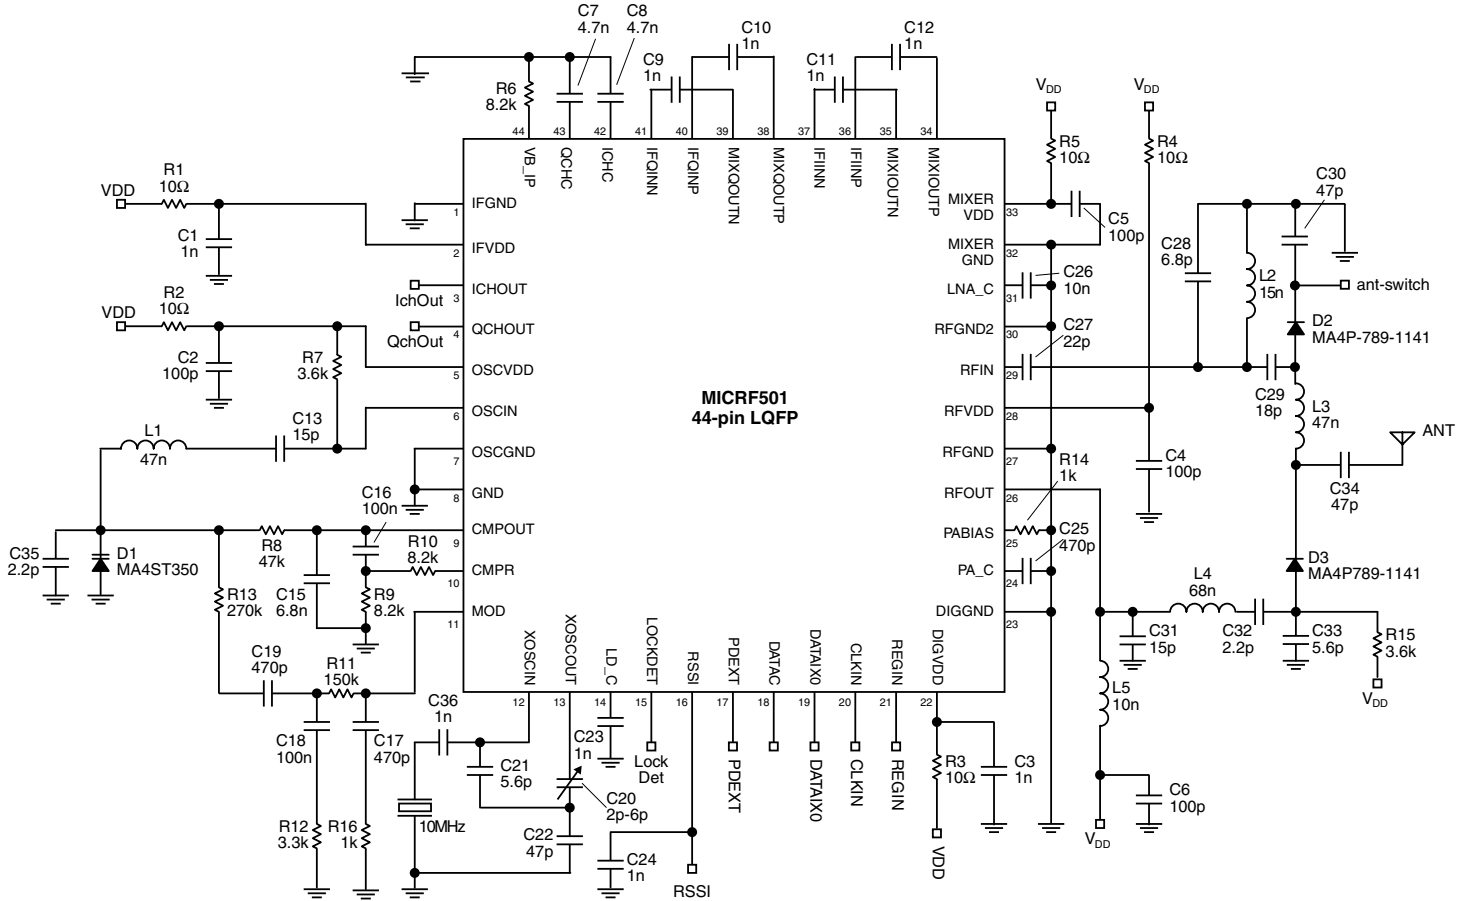 C7
4.7n
C8
4.7n
C10
1n
C12
1n
C9
1n
C11
1n
R6
8.2k
V_DD
V_DD
44
43
42
41
40
39
38
37
36
35
34
VB_IP
QCHC
ICHC
IFQINN
IFQINP
MIXQOUTN
MIXQOUTP
IFIINN
IFIINP
MIXIOUTN
MIXIOUTP
R5
10Ω
R4
10Ω
C30
47p
R1
10Ω
VDD
C1
1n
IFGND
1
IFVDD
2
ICHOUT
3
IchOut
QCHOUT
4
QchOut
OSCVDD
5
OSCIN
6
OSCGND
7
GND
8
CMPOUT
9
CMPR
10
MOD
11
MIXER
VDD
33
MIXER
GND
32
LNA_C
31
RFGND2
30
RFIN
29
RFVDD
28
RFGND
27
RFOUT
26
PABIAS
25
PA_C
24
DIGGND
23
C5
100p
C26
10n
C27
22p
C28
6.8p
L2
15n
ant-switch
D2
MA4P-789-1141
R2
10Ω
VDD
C2
100p
R7
3.6k
MICRF501
44-pin LQFP
C29
18p
L3
47n
ANT
C13
15p
L1
47n
R14
1k
C4
100p
C34
47p
C16
100n
C35
2.2p
D1
MA4ST350
R8
47k
R10
8.2k
R13
270k
C15
6.8n
R9
8.2k
C25
470p
D3
MA4P789-1141
L4
68n
C31
15p
C32
2.2p
C33
5.6p
R15
3.6k
V_DD
XOSCIN
XOSCOUT
LD_C
LOCKDET
RSSI
PDEXT
DATAC
DATAIX0
CLKIN
REGIN
DIGVDD
12
13
14
15
16
17
18
19
20
21
22
C19
470p
R11
150k
C18
100n
C17
470p
C36
1n
C21
5.6p
C23
1n
C20
2p-6p
Lock
Det
PDEXT
DATAIX0
CLKIN
REGIN
R3
10Ω
C3
1n
L5
10n
C6
100p
V_DD
VDD
R12
3.3k
R16
1k
10MHz
C22
47p
C24
1n
RSSI